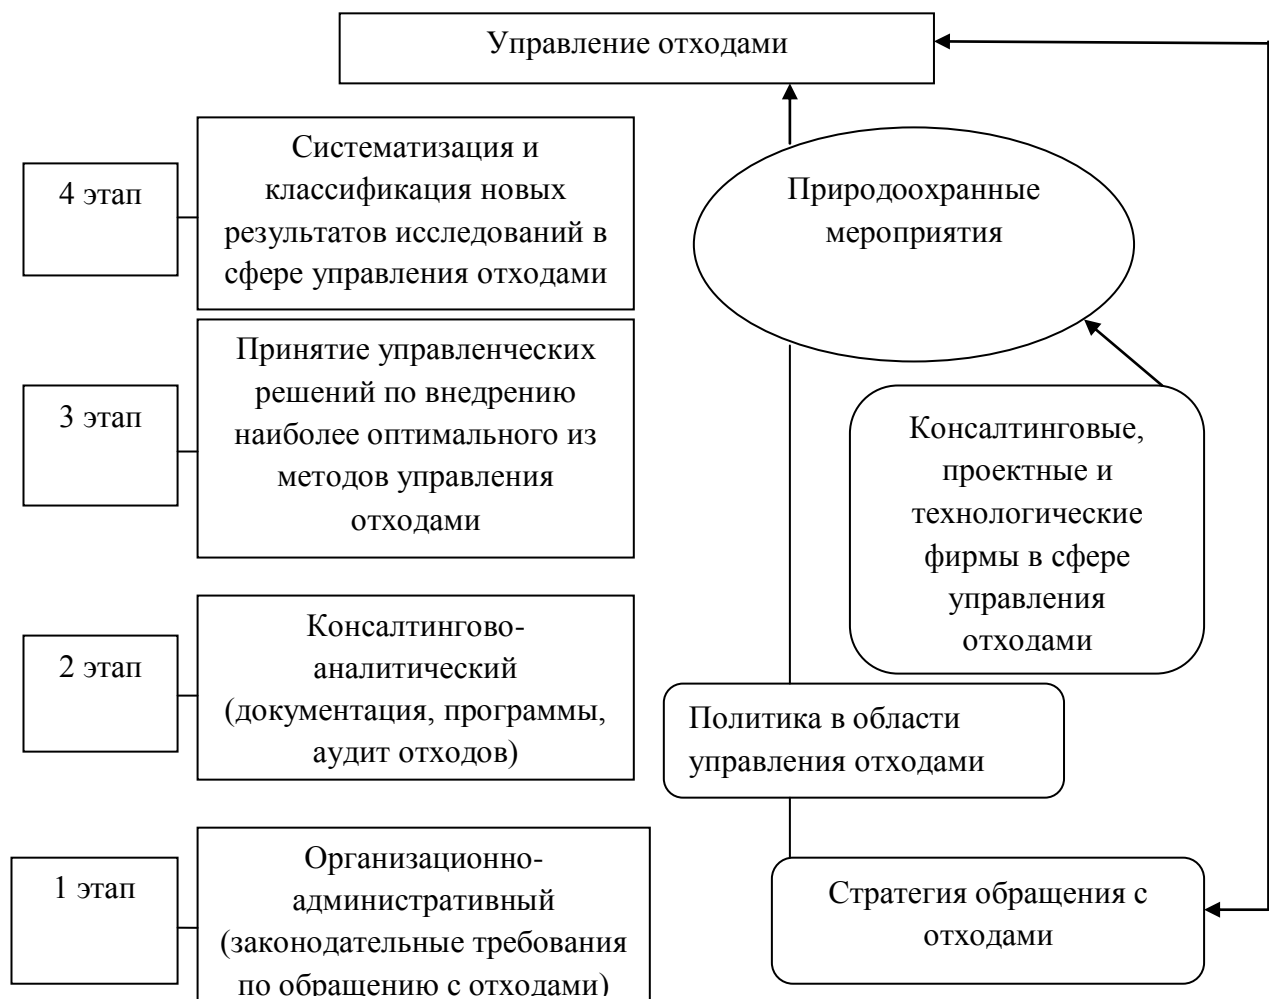 Управление отходами
4 этап
Систематизация и
классификация новых
результатов исследований в
сфере управления отходами
Природоохранные
мероприятия
3 этап
Принятие управленческих
решений по внедрению
наиболее оптимального из
методов управления
отходами
Консалтинговые,
проектные и
технологические
фирмы в сфере
управления
отходами
2 этап
Консалтингово-
аналитический
(документация, программы,
аудит отходов)
Политика в области
управления отходами
1 этап
Организационно-
административный
(законодательные требования
по обращению с отходами)
Стратегия обращения с
отходами